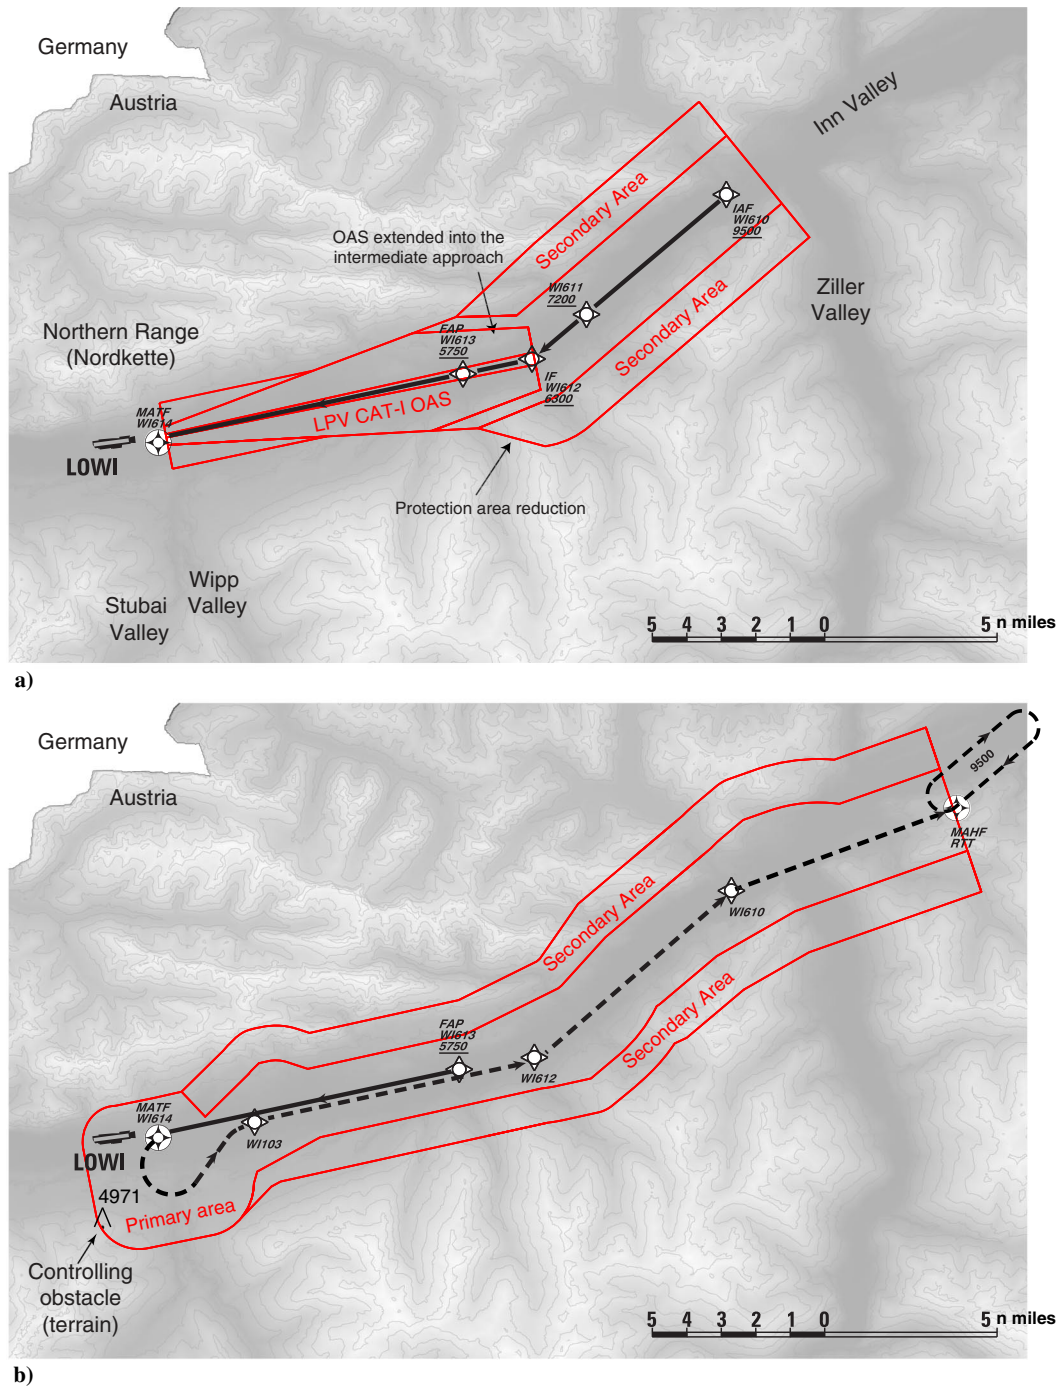 Germany
Austria
Inn Valley
Secondary Area
IAF
WI610
9500
OAS extended into the
intermediate approach
WI611
7200
Secondary Area
Ziller
Valley
Northern Range
(Nordkette)
FAP
WI613
5750
IF
WI612
6300
LPV CAT-I OAS
MATF
WI614
LOWI
Protection area reduction
Wipp
Valley
Stubai
Valley
5 4 3 2 1 0 5 n miles
a)
Germany
Austria
9500
MAHF
RTT
Secondary Area
WI610
Secondary Area
FAP
WI613
5750
WI612
MATF
WI614
WI103
LOWI
4971
Primary area
Controlling
obstacle
(terrain)
5 4 3 2 1 0 5 n miles
b)